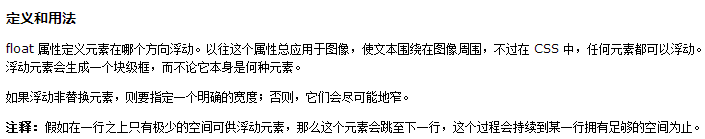 定义和用法
float 属性定义元素在哪个方向浮动。以往这个属性总应用于图像，使文本围绕在图像周围，不过在 CSS 中，任何元素都可以浮动。
浮动元素会生成一个块级框，而不论它本身是何种元素。
如果浮动非替换元素，则要指定一个明确的宽度；否则，它们会尽可能地窄。
注释：假如在一行之上只有极少的空间可供浮动元素，那么这个元素会跳至下一行，这个过程会持续到某一行拥有足够的空间为止。